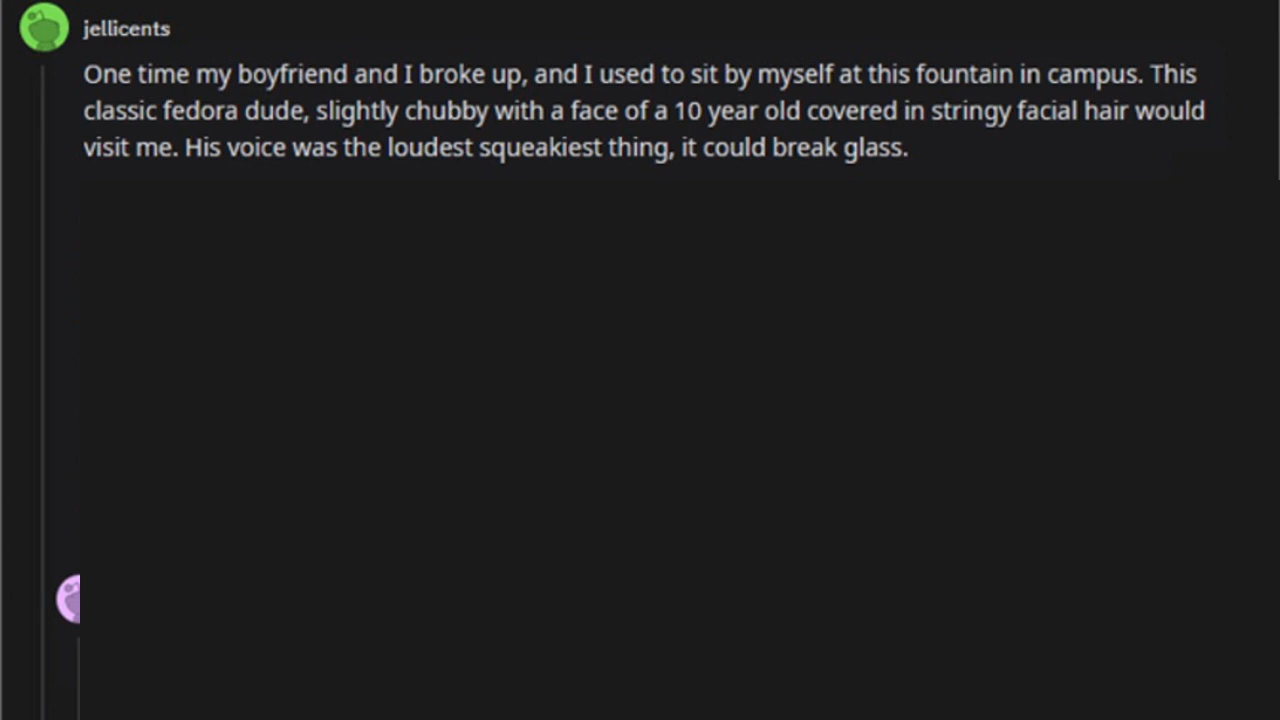 jellicents
One time my boyfriend and I broke up, and I used to sit by myself at this fountain in campus. This
classic fedora dude, slightly chubby with a face of a 10 year old covered in stringy facial hair would
visit me. His voice was the loudest squeakiest thing, it could break glass.